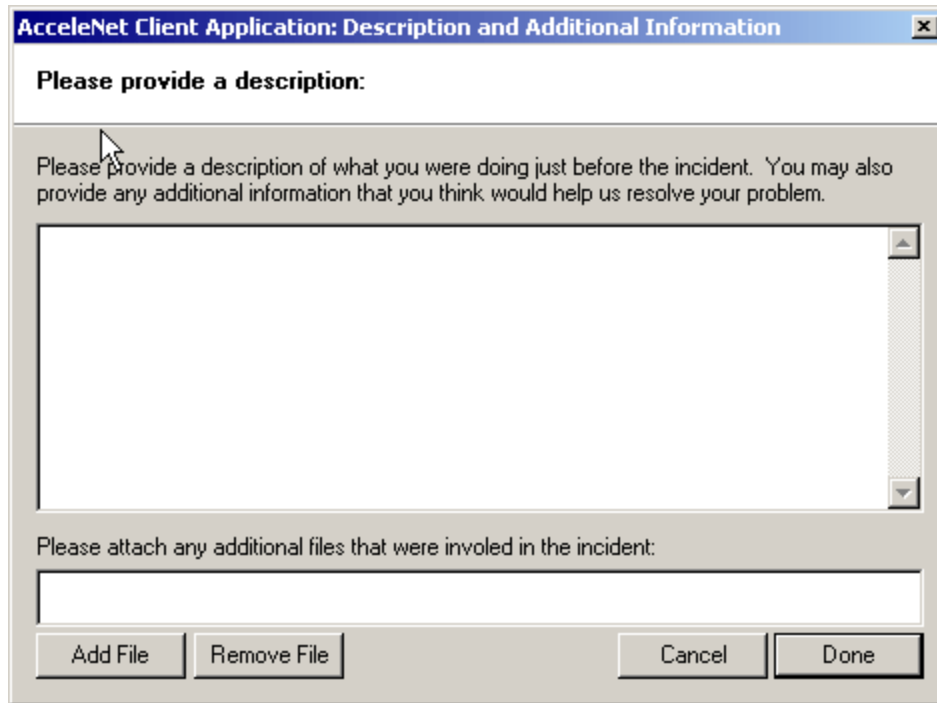 AcceleNet Client Application: Description and Additional Information
Please provide a description:
Please provide a description of what you were doing just before the incident.  You may also
provide any additional information that you think would help us resolve your problem.
Please attach any additional files that were involed in the incident:
Add File Remove File Cancel Done